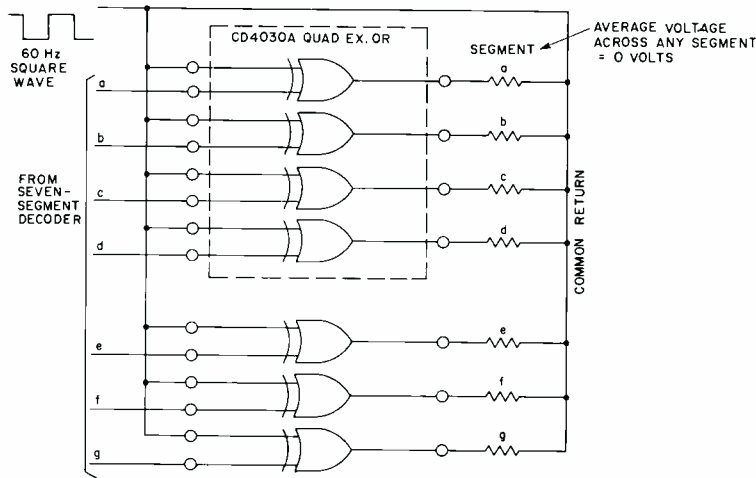 CD4030A QUAD EX. OR
SEGMENT
AVERAGE VOLTAGE
ACROSS ANY SEGMENT
= 0 VOLTS
60 Hz
SQUARE
WAVE
a
a
b
b
FROM
SEVEN-
SEGMENT
DECODER
c
c
d
d
COMMON RETURN
e
e
f
f
g
g